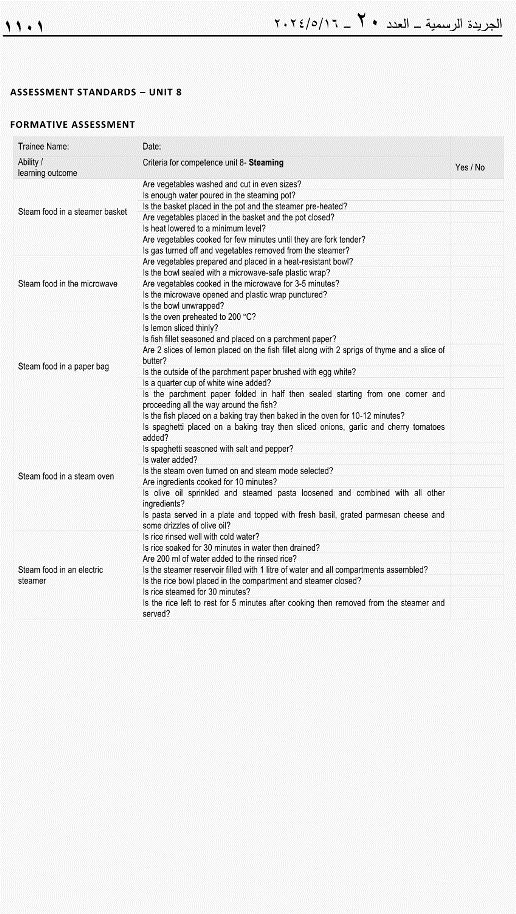 ١١٠١
الجريدة الرسمية ــ العدد ٢٠ ــ ٢٠٢٤/٥/١٦
ASSESSMENT STANDARDS – UNIT 8
FORMATIVE ASSESSMENT
Trainee Name: Date:
Ability / learning outcome
Criteria for competence unit 8- Steaming
Yes / No
Steam food in a steamer basket
Are vegetables washed and cut in even sizes?
Is enough water poured in the steaming pot?
Is the basket placed in the pot and the steamer pre-heated?
Are vegetables placed in the basket and the pot closed?
Is heat lowered to a minimum level?
Are vegetables cooked for few minutes until they are fork tender?
Is gas turned off and vegetables removed from the steamer?
Steam food in the microwave
Are vegetables prepared and placed in a heat-resistant bowl?
Is the bowl sealed with a microwave-safe plastic wrap?
Are vegetables cooked in the microwave for 3-5 minutes?
Is the microwave opened and plastic wrap punctured?
Is the bowl unwrapped?
Steam food in a paper bag
Is the oven preheated to 200 °C?
Is lemon sliced thinly?
Is fish fillet seasoned and placed on a parchment paper?
Are 2 slices of lemon placed on the fish fillet along with 2 sprigs of thyme and a slice of
butter?
Is the outside of the parchment paper brushed with egg white?
Is a quarter cup of white wine added?
Is the parchment paper folded in half then sealed starting from one corner and
proceeding all the way around the fish?
Is the fish placed on a baking tray then baked in the oven for 10-12 minutes?
Steam food in a steam oven
Is spaghetti placed on a baking tray then sliced onions, garlic and cherry tomatoes
added?
Is spaghetti seasoned with salt and pepper?
Is water added?
Is the steam oven turned on and steam mode selected?
Are ingredients cooked for 10 minutes?
Is olive oil sprinkled and steamed pasta loosened and combined with all other
ingredients?
Is pasta served in a plate and topped with fresh basil, grated parmesan cheese and
some drizzles of olive oil?
Steam food in an electric
steamer
Is rice rinsed well with cold water?
Is rice soaked for 30 minutes in water then drained?
Are 200 ml of water added to the rinsed rice?
Is the steamer reservoir filled with 1 litre of water and all compartments assembled?
Is the rice bowl placed in the compartment and steamer closed?
Is rice steamed for 30 minutes?
Is the rice left to rest for 5 minutes after cooking then removed from the steamer and
served?